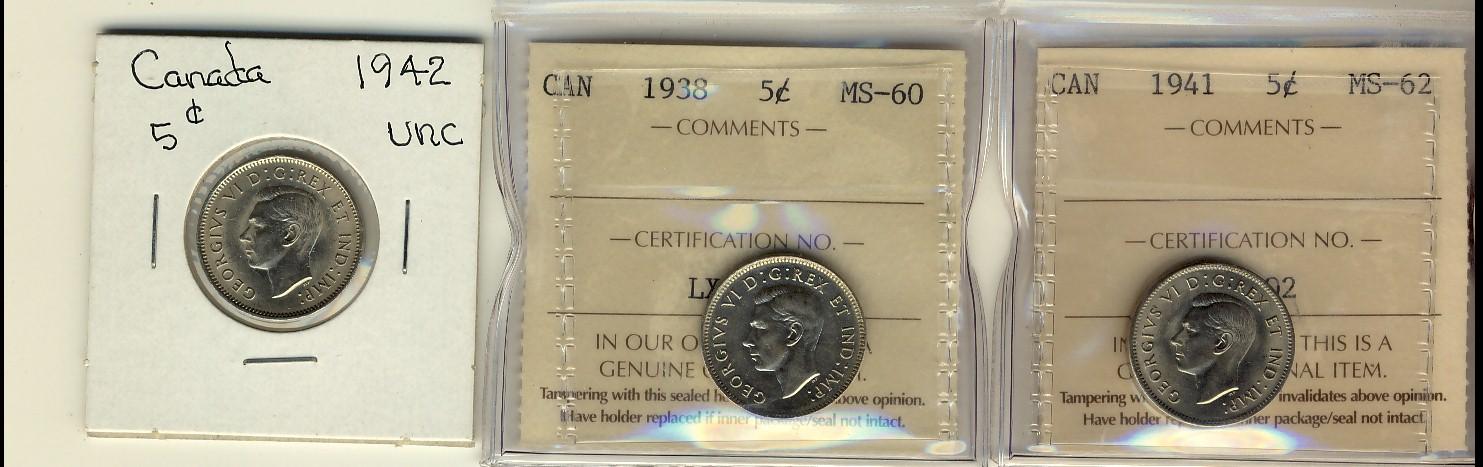 Canada 1942
5¢ UNC
GEORGIVS VI D:G:REX ET IND:IMP:
CAN 1938 5¢ MS-60
— COMMENTS —
— CERTIFICATION NO. —
LX
IN OUR
GENUINE
Tampering with this sealed above opinion.
Have holder replaced if inner package/seal not intact.
GEORGIVS VI D:G:REX ET IND:IMP:
CAN 1941 5¢ MS-62
— COMMENTS —
— CERTIFICATION NO. —
02
THIS IS A
ITEM.
Tampering invalidates above opinion.
Have holder package/seal not intact
GEORGIVS VI D:G:REX ET IND:IMP: